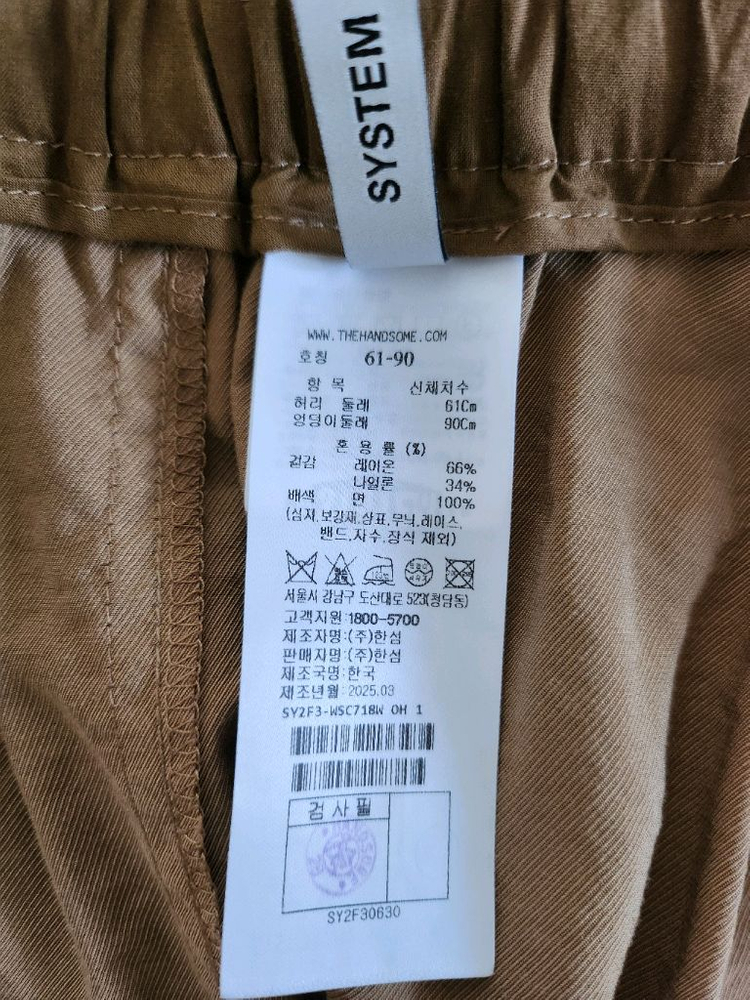 SYSTEM
WWW.THEHANDSOME.COM
호칭 61-90
항 목 신체치수
허리 둘레 61Cm
엉덩이둘레 90Cm
혼 용 률 (%)
겉감 레이온 66%
나일론 34%
배색 면 100%
(심지,보강재,상표,무늬,레이스,
밴드,자수,장식 제외)
서울시 강남구 도산대로 523(청담동)
고객지원:1800-5700
제조자명:(주)한섬
판매자명:(주)한섬
제조국명:한국
제조년월:2025.03
SY2F3-WSC718W OH 1
검 사 필
SY2F30630